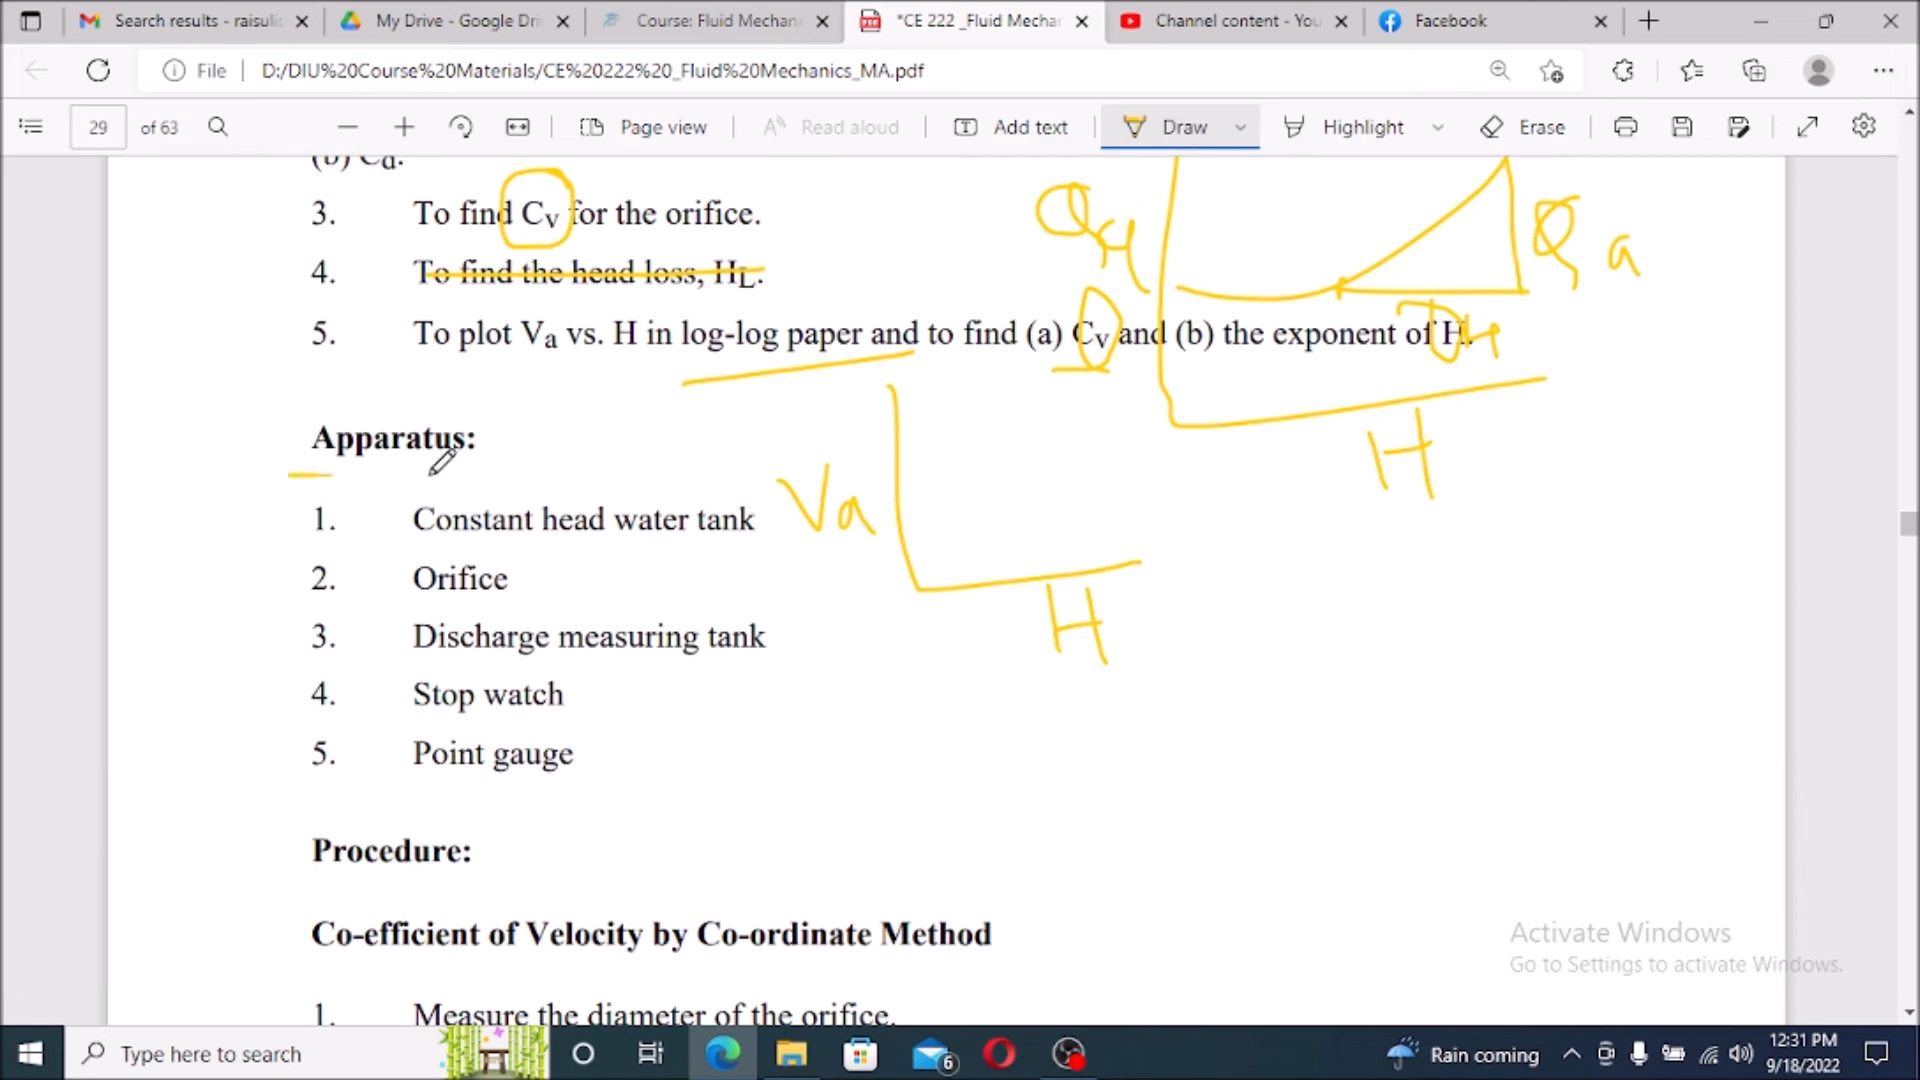 Search results - raisulis
My Drive - Google Dri
Course: Fluid Mechan
*CE 222 _Fluid Mechan
Channel content - You
Facebook
File
D:/DIU%20Course%20Materials/CE%20222%20_Fluid%20Mechanics_MA.pdf
29 of 63
Page view
Read aloud
Add text
Draw
Highlight
Erase
(b) Cd.
3. To find Cv for the orifice.
4. To find the head loss, HL.
5. To plot Va vs. H in log-log paper and to find (a) Cv and (b) the exponent of H.
Qa
H
Apparatus:
Va
H
1. Constant head water tank
2. Orifice
3. Discharge measuring tank
4. Stop watch
5. Point gauge
Procedure:
Co-efficient of Velocity by Co-ordinate Method
1. Measure the diameter of the orifice.
Activate Windows
Go to Settings to activate Windows.
Type here to search
6
Rain coming
12:31 PM
9/18/2022